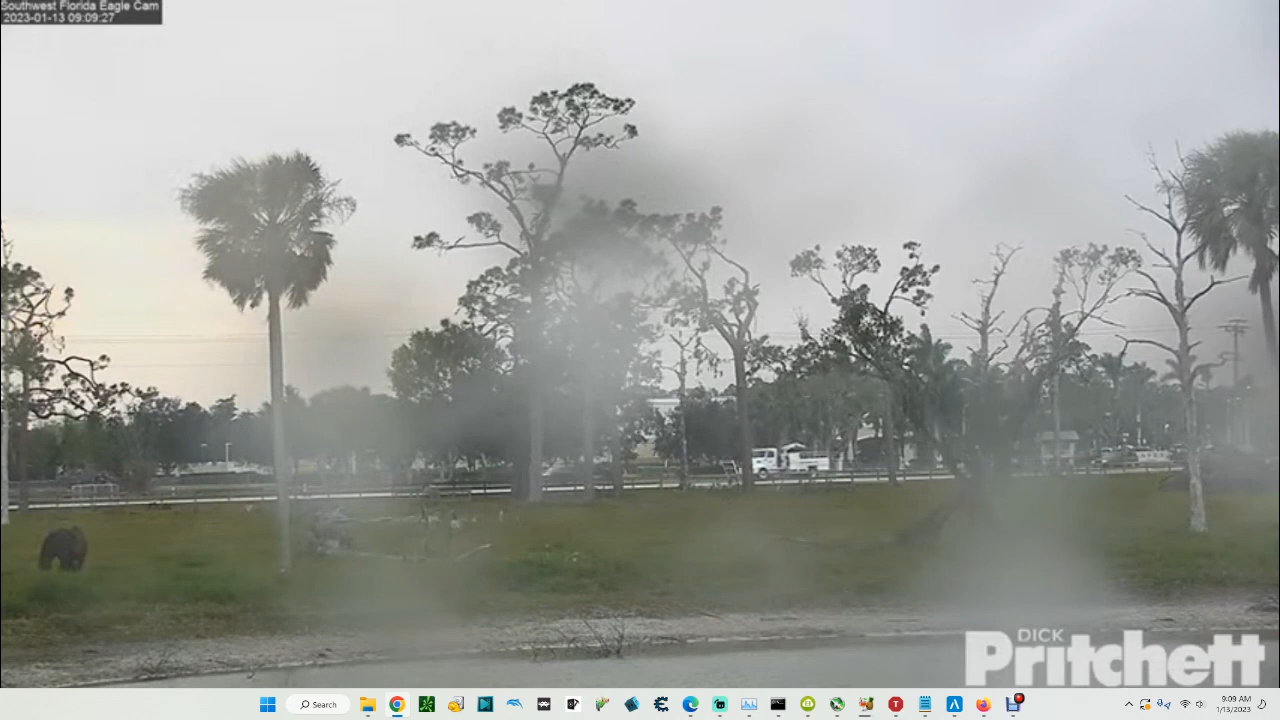 Southwest Florida Eagle Cam
2023-01-13 09:09:27
DICK
Pritchett
Search
9:09 AM
1/13/2023